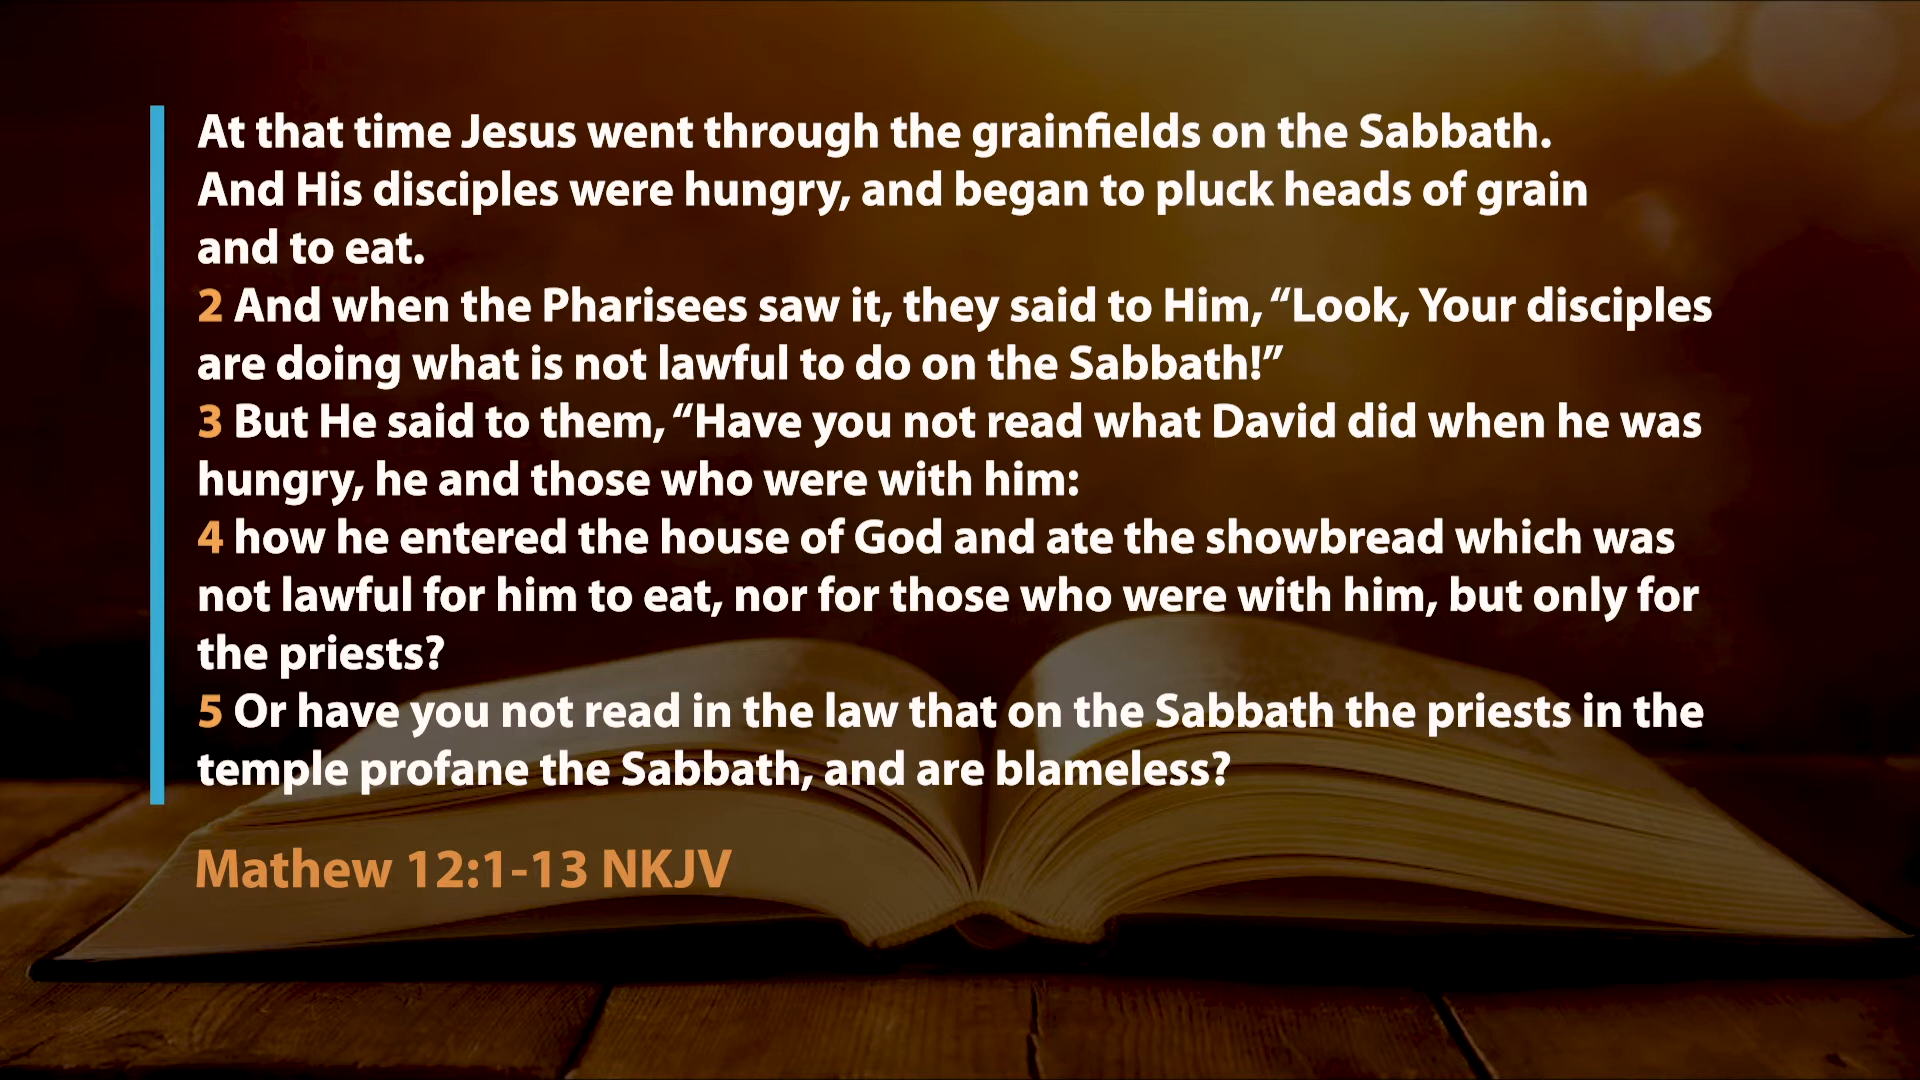 At that time Jesus went through the grainfields on the Sabbath.
And His disciples were hungry, and began to pluck heads of grain
and to eat.
2 And when the Pharisees saw it, they said to Him, “Look, Your disciples
are doing what is not lawful to do on the Sabbath!”
3 But He said to them, “Have you not read what David did when he was
hungry, he and those who were with him:
4 how he entered the house of God and ate the showbread which was
not lawful for him to eat, nor for those who were with him, but only for
the priests?
5 Or have you not read in the law that on the Sabbath the priests in the
temple profane the Sabbath, and are blameless?
Mathew 12:1-13 NKJV